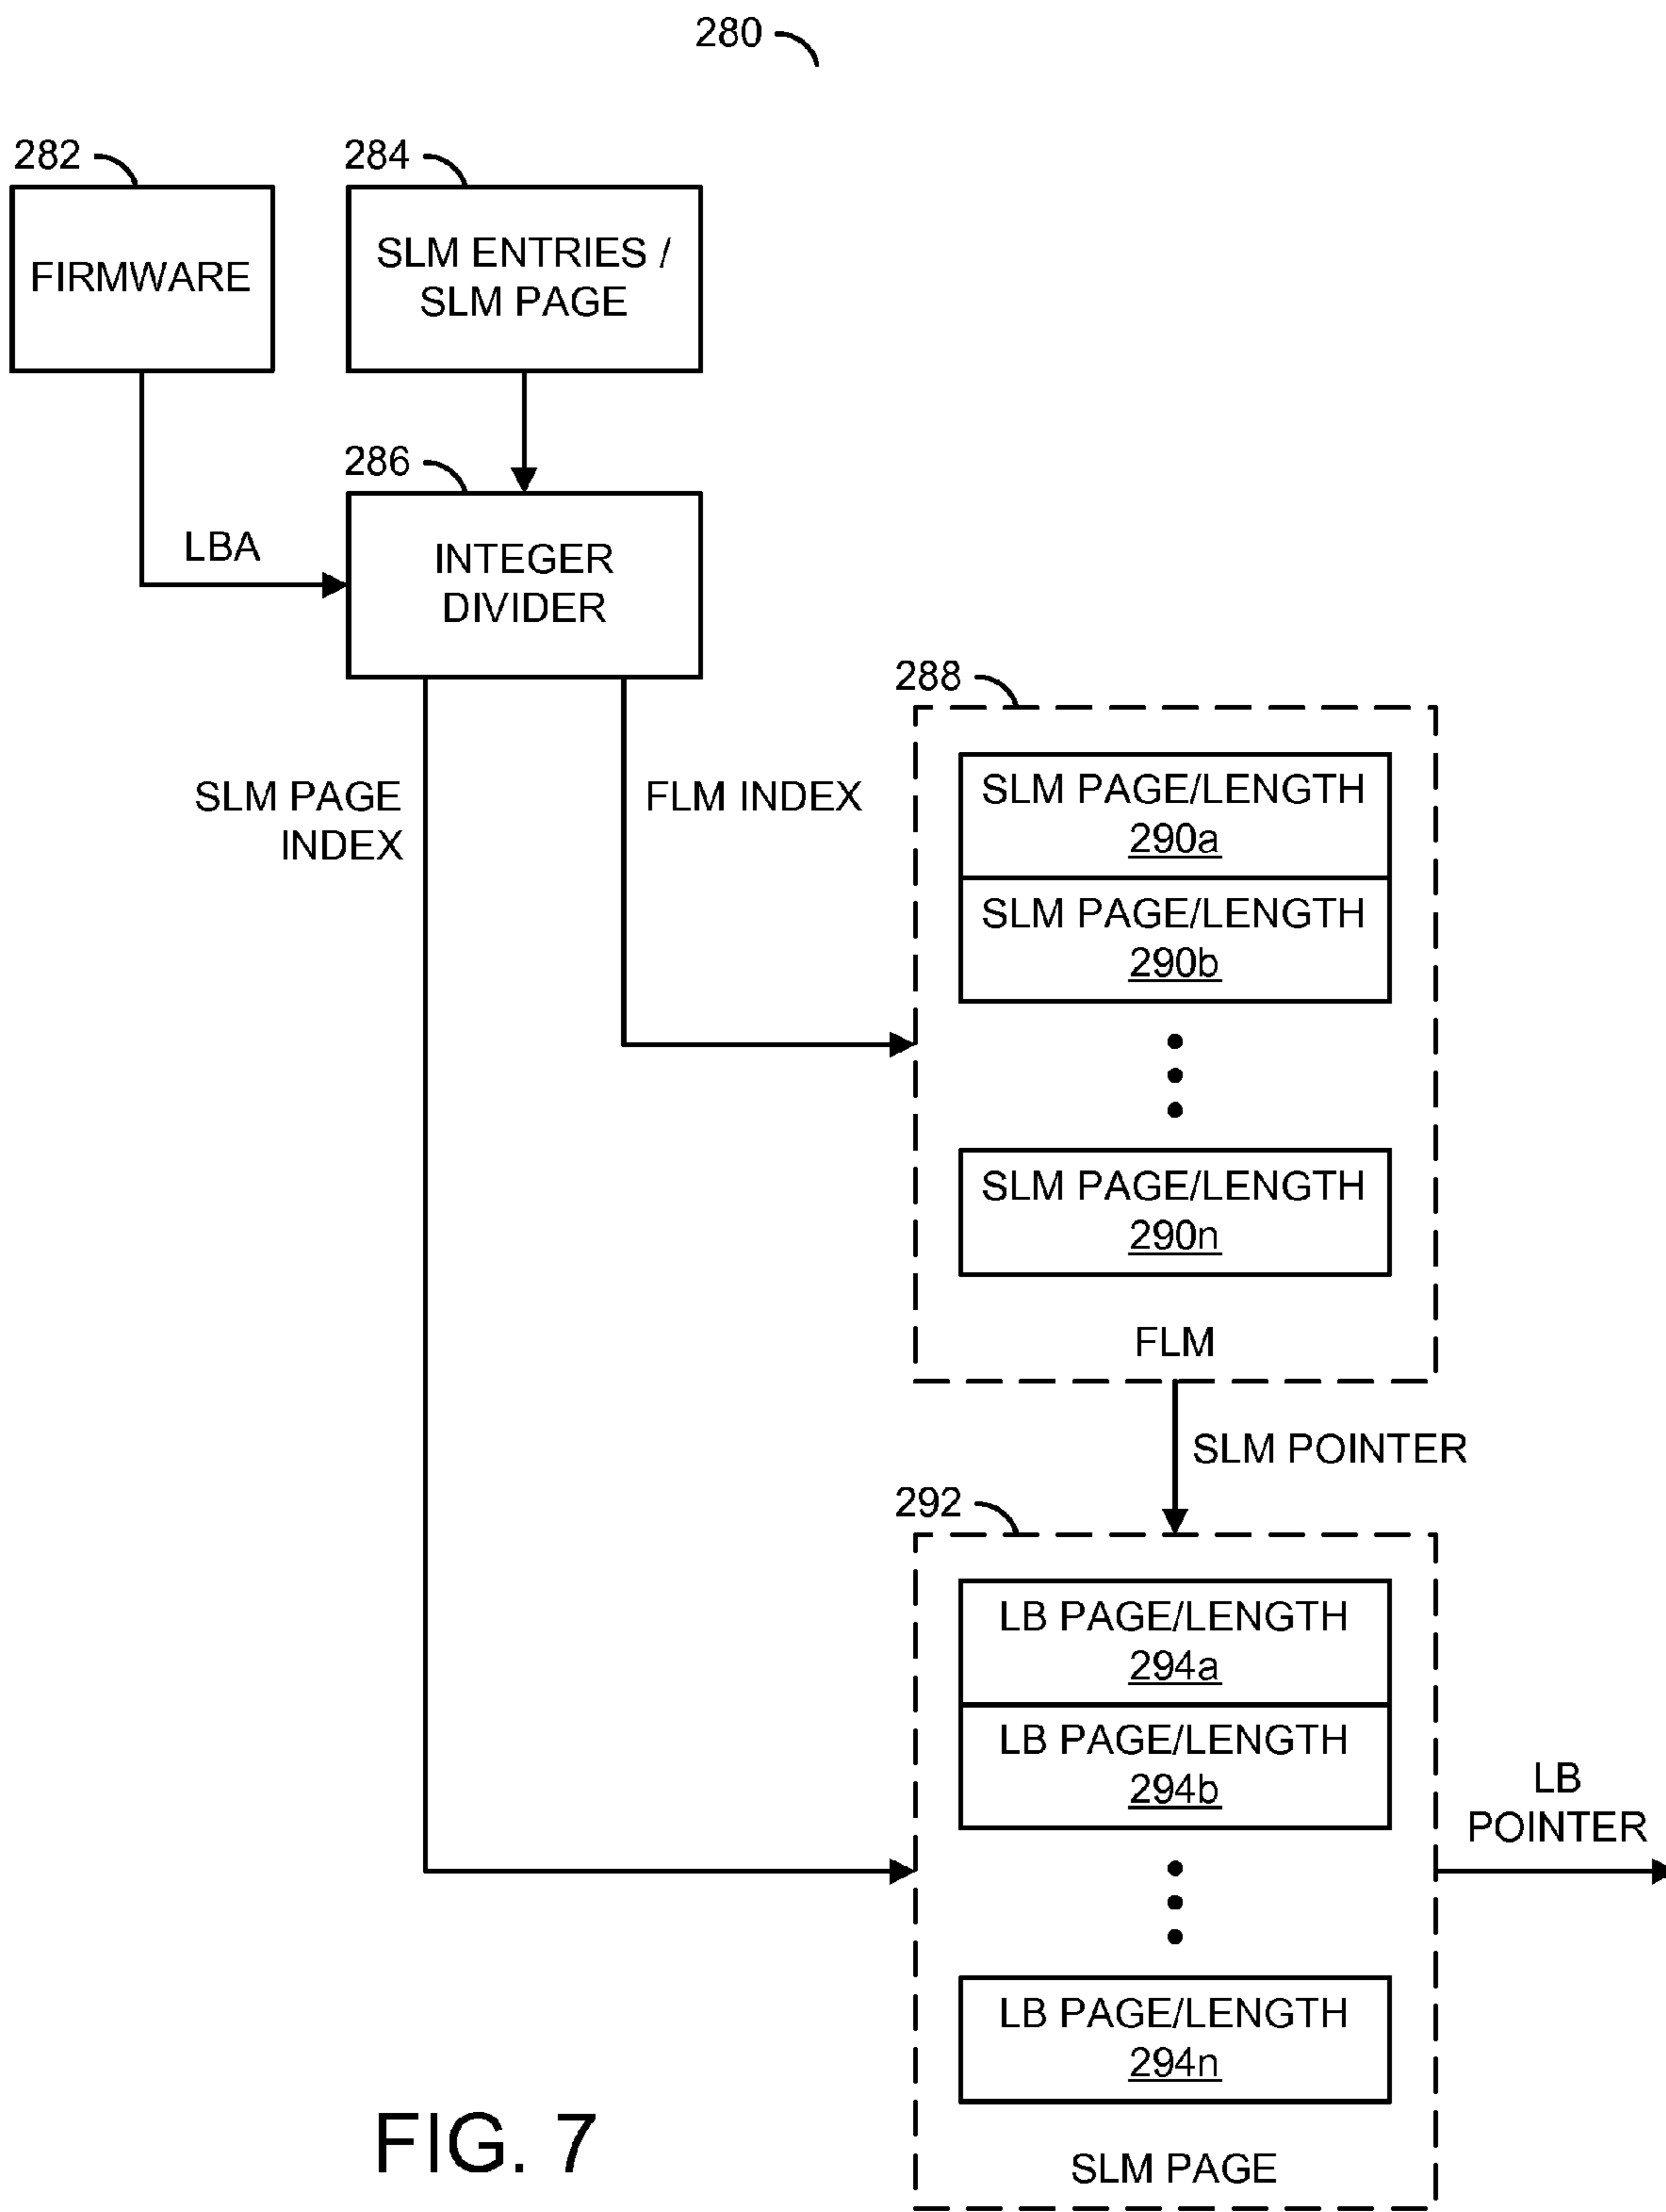 280
282
284
FIRMWARE
SLM ENTRIES /
SLM PAGE
286
LBA
INTEGER
DIVIDER
288
SLM PAGE
INDEX
FLM INDEX
SLM PAGE/LENGTH
290a
SLM PAGE/LENGTH
290b
SLM PAGE/LENGTH
290n
FLM
SLM POINTER
292
LB PAGE/LENGTH
294a
LB PAGE/LENGTH
294b
LB
POINTER
LB PAGE/LENGTH
294n
SLM PAGE
FIG. 7